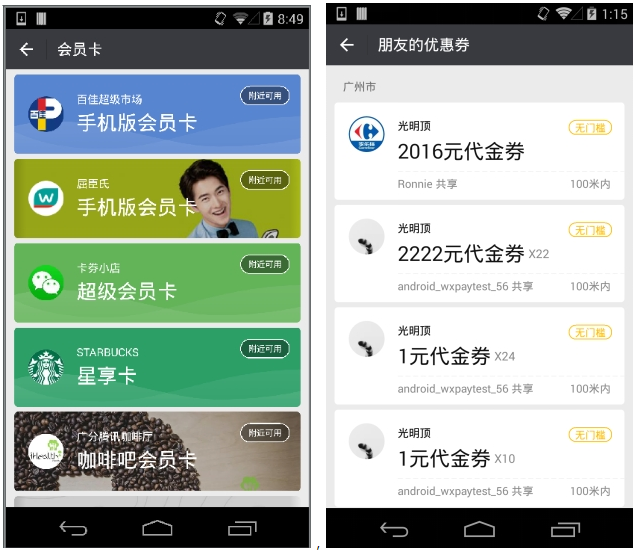 8:49
会员卡
百佳超级市场
附近可用
手机版会员卡
百佳
屈臣氏
附近可用
手机版会员卡
W
卡券小店
附近可用
超级会员卡
STARBUCKS
附近可用
星享卡
广分腾讯咖啡厅
附近可用
咖啡吧会员卡
iHealth
1:15
朋友的优惠券
广州市
光明顶
无门槛
2016元代金券
家乐福
Ronnie 共享
100米内
光明顶
无门槛
2222元代金券 X22
android_wxpaytest_56 共享
100米内
光明顶
无门槛
1元代金券 X24
android_wxpaytest_56 共享
100米内
光明顶
无门槛
1元代金券 X10
android_wxpaytest_56 共享
100米内
,